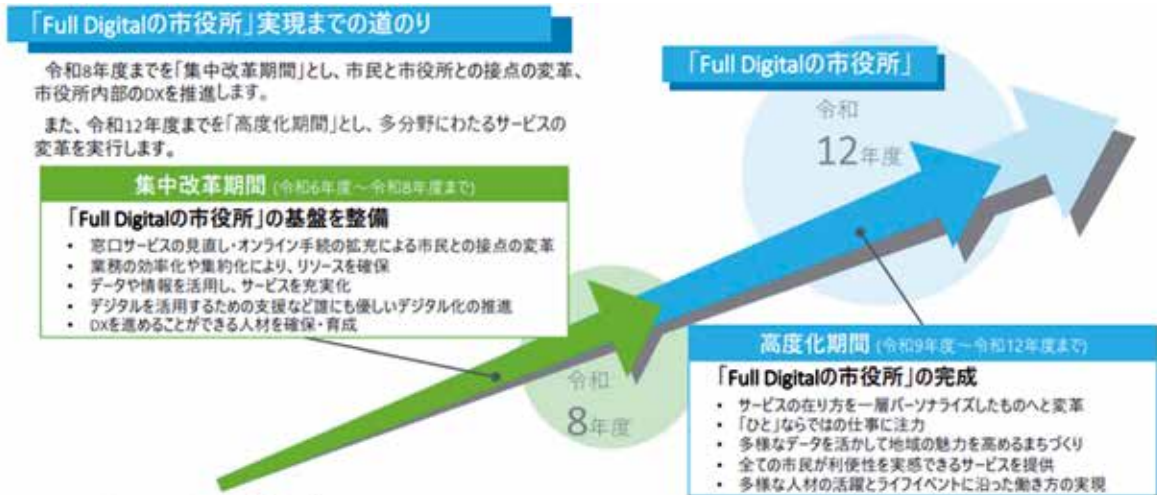 「Full Digitalの市役所」実現までの道のり
令和8年度までを「集中改革期間」とし、市民と市役所との接点の変革、
市役所内部のDXを推進します。
また、令和12年度までを「高度化期間」とし、多分野にわたるサービスの
変革を実行します。
集中改革期間 (令和6年度～令和8年度まで)
「Full Digitalの市役所」の基盤を整備
• 窓口サービスの見直し・オンライン手続の拡充による市民との接点の変革
• 業務の効率化や集約化により、リソースを確保
• データや情報を活用し、サービスを充実化
• デジタルを活用するための支援など誰にも優しいデジタル化の推進
• DXを進めることができる人材を確保・育成
令和
8年度
「Full Digitalの市役所」
令和
12年度
高度化期間 (令和9年度～令和12年度まで)
「Full Digitalの市役所」の完成
• サービスの在り方を一層パーソナライズしたものへと変革
• 「ひと」ならではの仕事に注力
• 多様なデータを活かして地域の魅力を高めるまちづくり
• 全ての市民が利便性を実感できるサービスを提供
• 多様な人材の活躍とライフイベントに沿った働き方の実現